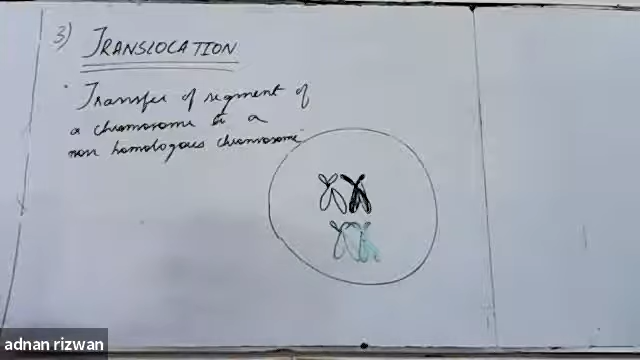 3) TRANSLOCATION
· Transfer of segment of
a chromosome to a
non homologous chromosome
adnan rizwan